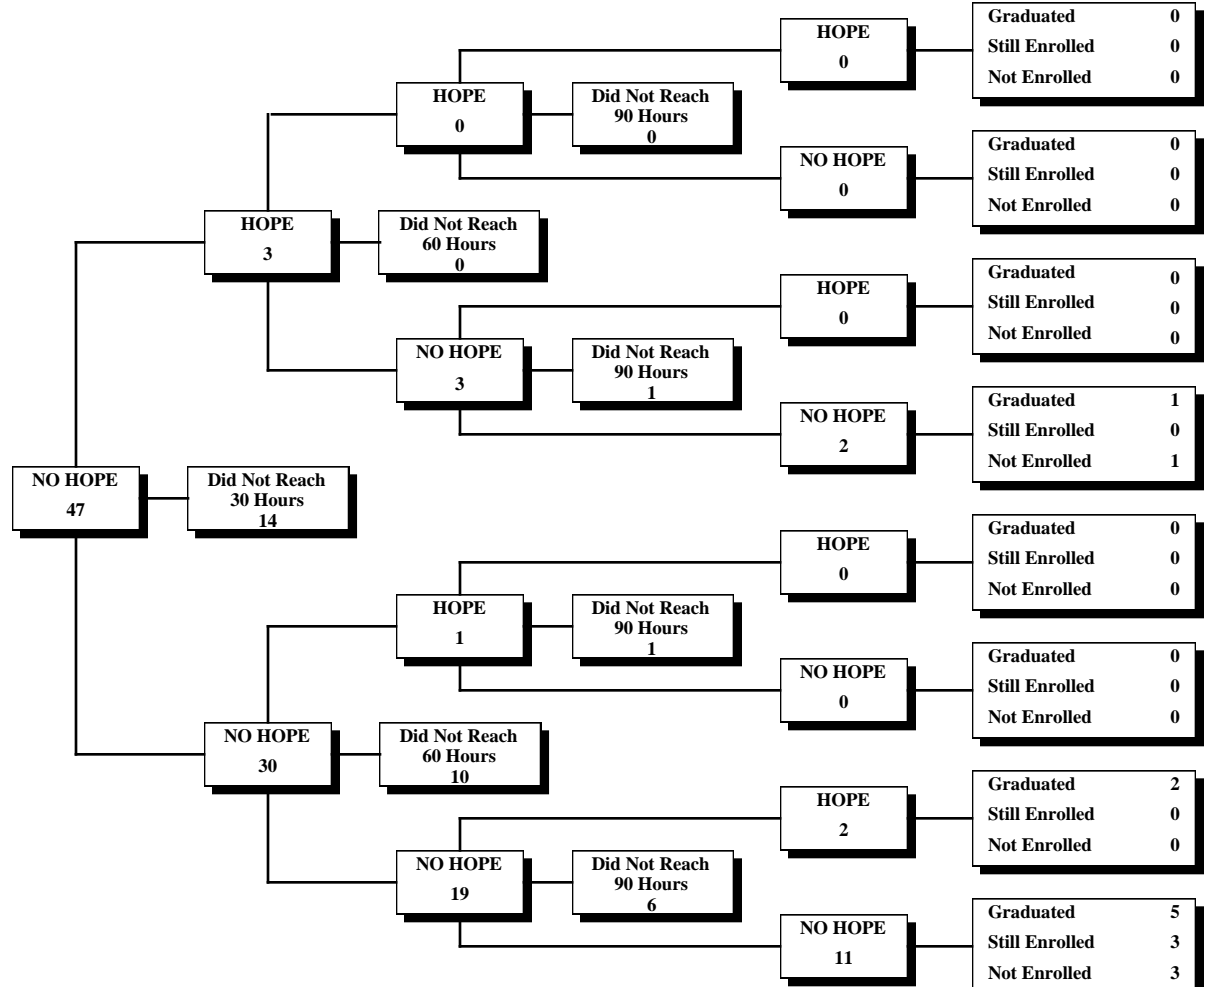 HOPE
0
Graduated 0
Still Enrolled 0
Not Enrolled 0
HOPE
0
Did Not Reach
90 Hours
0
NO HOPE
0
Graduated 0
Still Enrolled 0
Not Enrolled 0
HOPE
3
Did Not Reach
60 Hours
0
HOPE
0
Graduated 0
Still Enrolled 0
Not Enrolled 0
NO HOPE
3
Did Not Reach
90 Hours
1
NO HOPE
2
Graduated 1
Still Enrolled 0
Not Enrolled 1
NO HOPE
47
Did Not Reach
30 Hours
14
HOPE
0
Graduated 0
Still Enrolled 0
Not Enrolled 0
HOPE
1
Did Not Reach
90 Hours
1
NO HOPE
0
Graduated 0
Still Enrolled 0
Not Enrolled 0
NO HOPE
30
Did Not Reach
60 Hours
10
HOPE
2
Graduated 2
Still Enrolled 0
Not Enrolled 0
NO HOPE
19
Did Not Reach
90 Hours
6
NO HOPE
11
Graduated 5
Still Enrolled 3
Not Enrolled 3